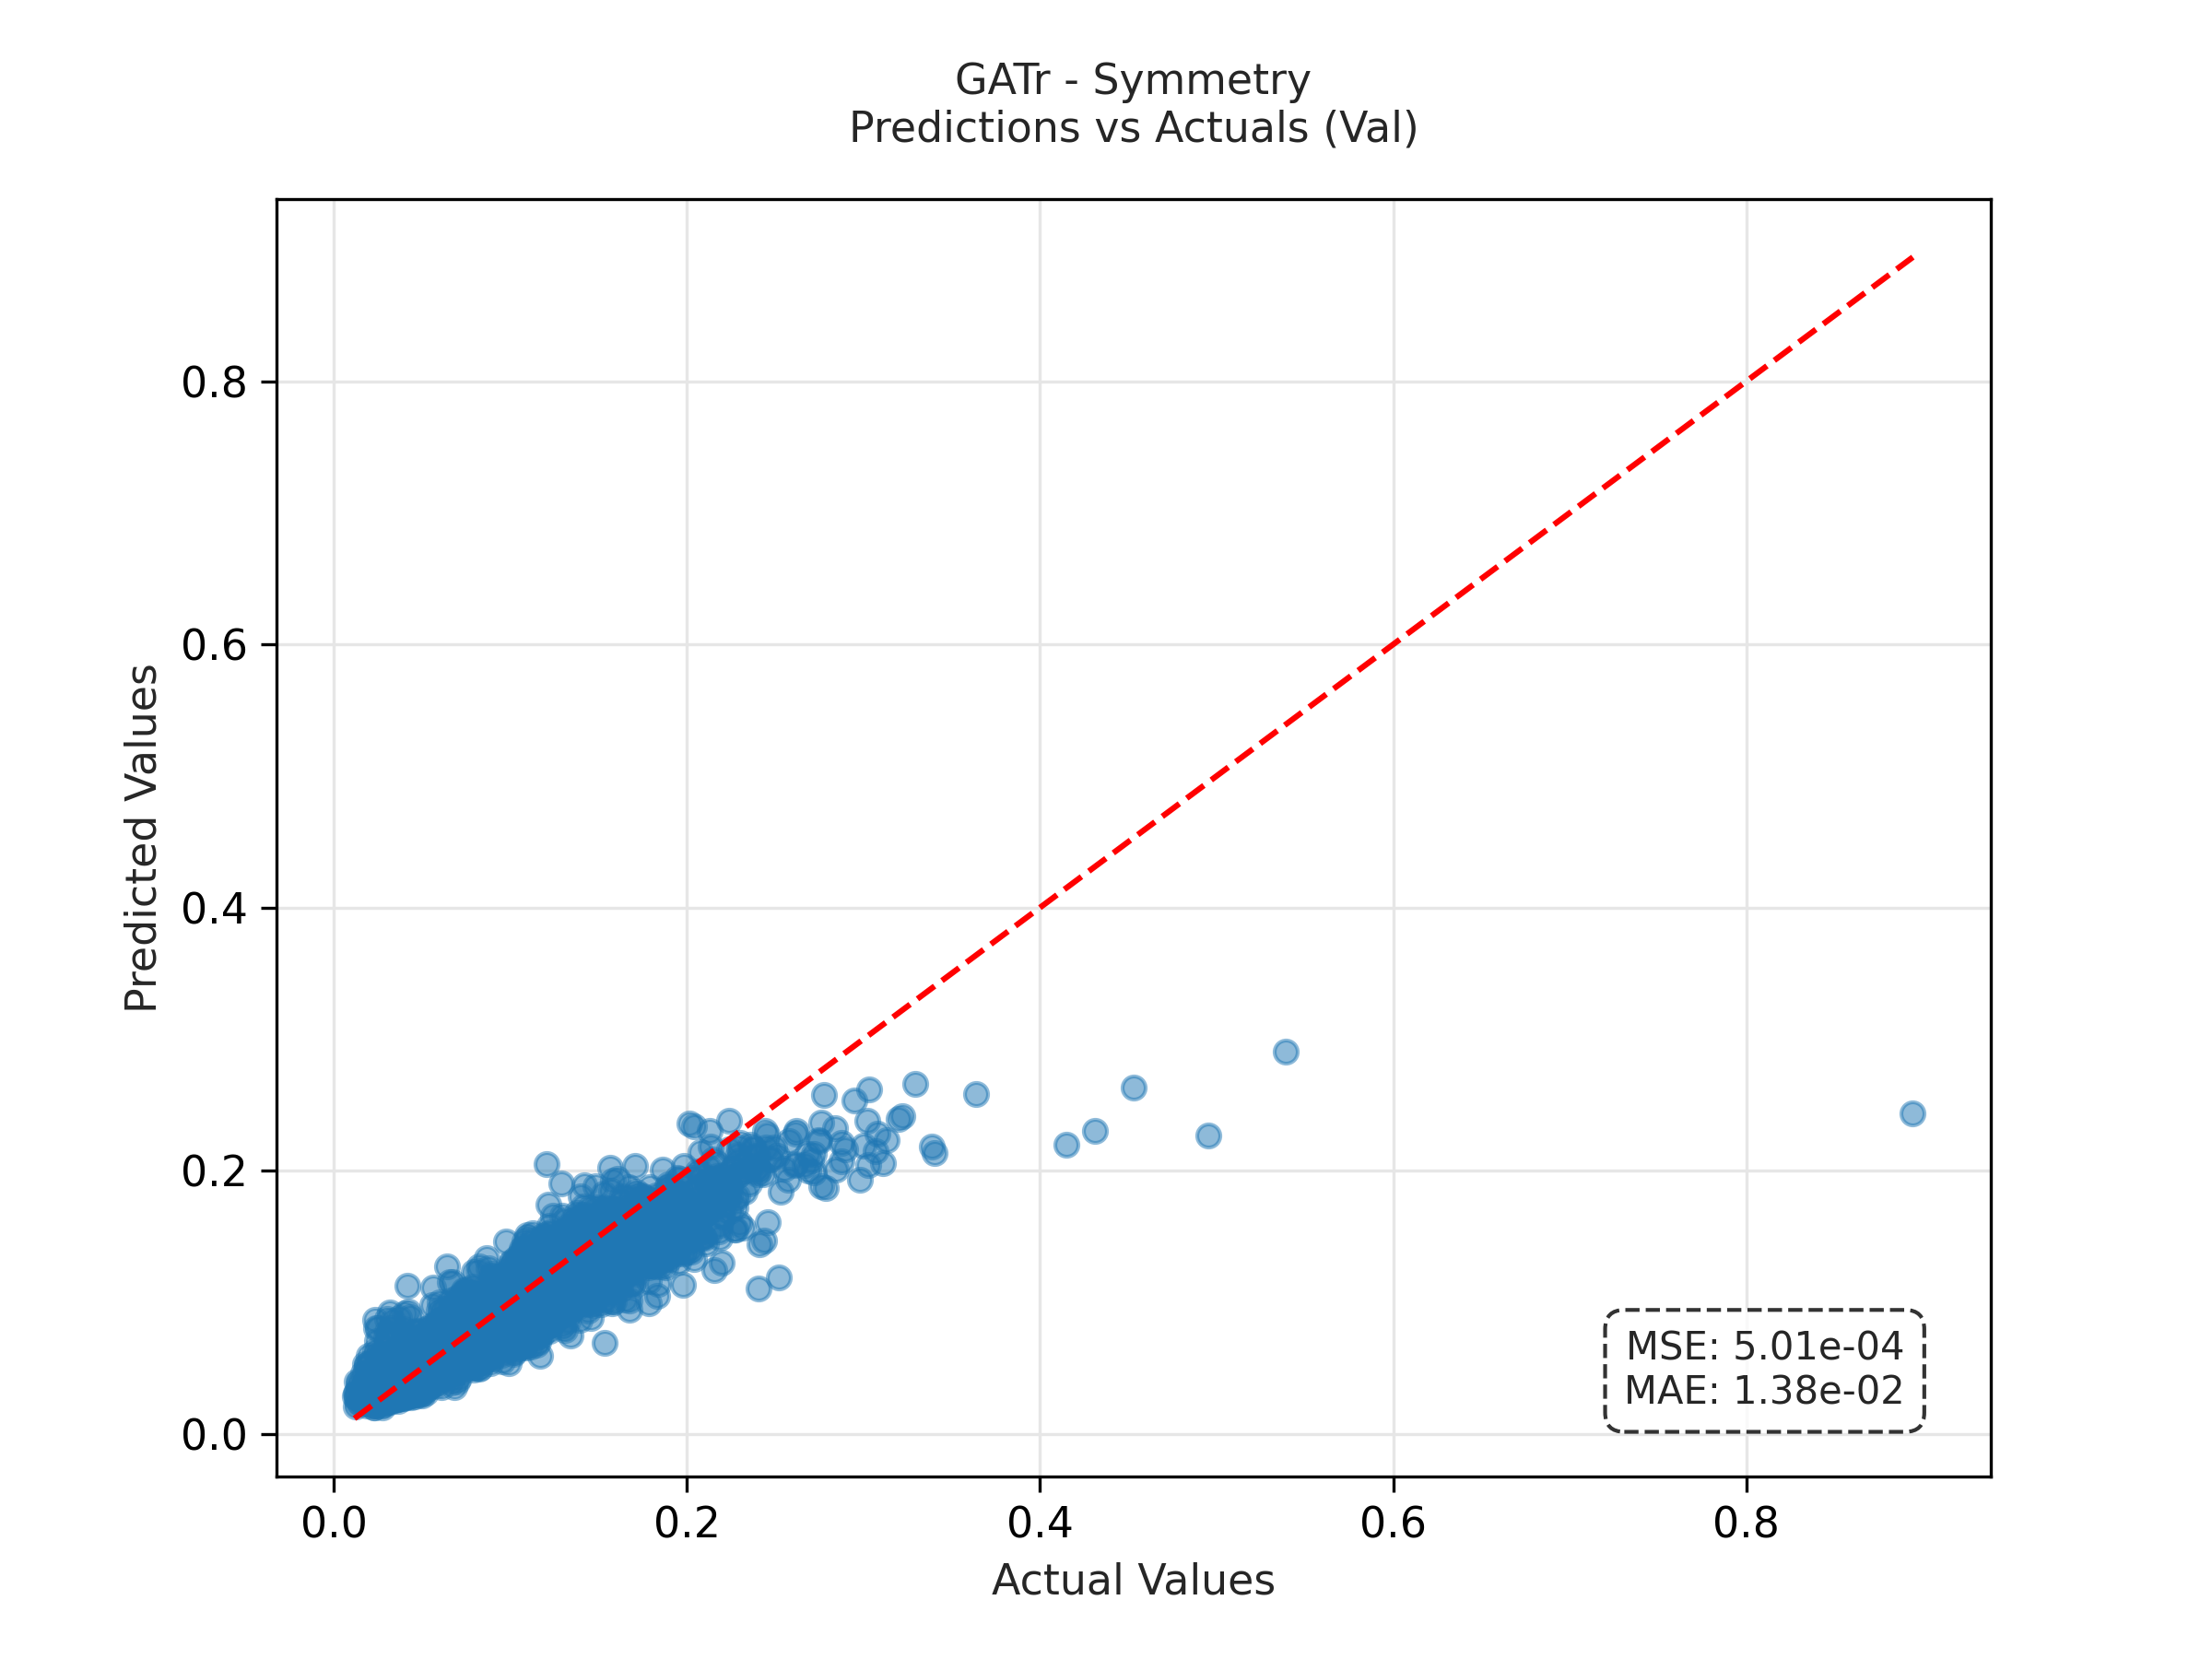 GATr - Symmetry
Predictions vs Actuals (Val)
Predicted Values
0.8
0.6
0.4
0.2
0.0
MSE: 5.01e-04
MAE: 1.38e-02
0.0 0.2 0.4 0.6 0.8
Actual Values